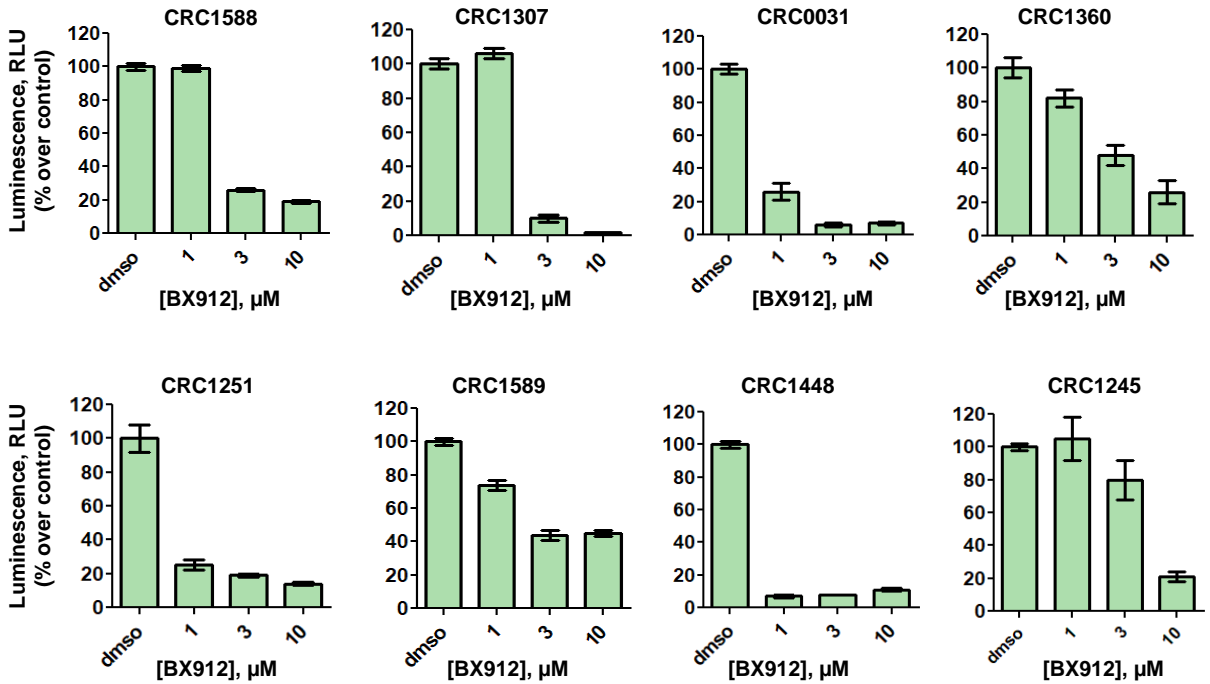 CRC1588
Luminescence, RLU
(% over control)
120
100
80
60
40
20
0
dmso
1
3
10
[BX912], µM
CRC1307
120
100
80
60
40
20
0
dmso
1
3
10
[BX912], µM
CRC0031
120
100
80
60
40
20
0
dmso
1
3
10
[BX912], µM
CRC1360
120
100
80
60
40
20
0
dmso
1
3
10
[BX912], µM
CRC1251
Luminescence, RLU
(% over control)
120
100
80
60
40
20
0
dmso
1
3
10
[BX912], µM
CRC1589
120
100
80
60
40
20
0
dmso
1
3
10
[BX912], µM
CRC1448
120
100
80
60
40
20
0
dmso
1
3
10
[BX912], µM
CRC1245
120
100
80
60
40
20
0
dmso
1
3
10
[BX912], µM